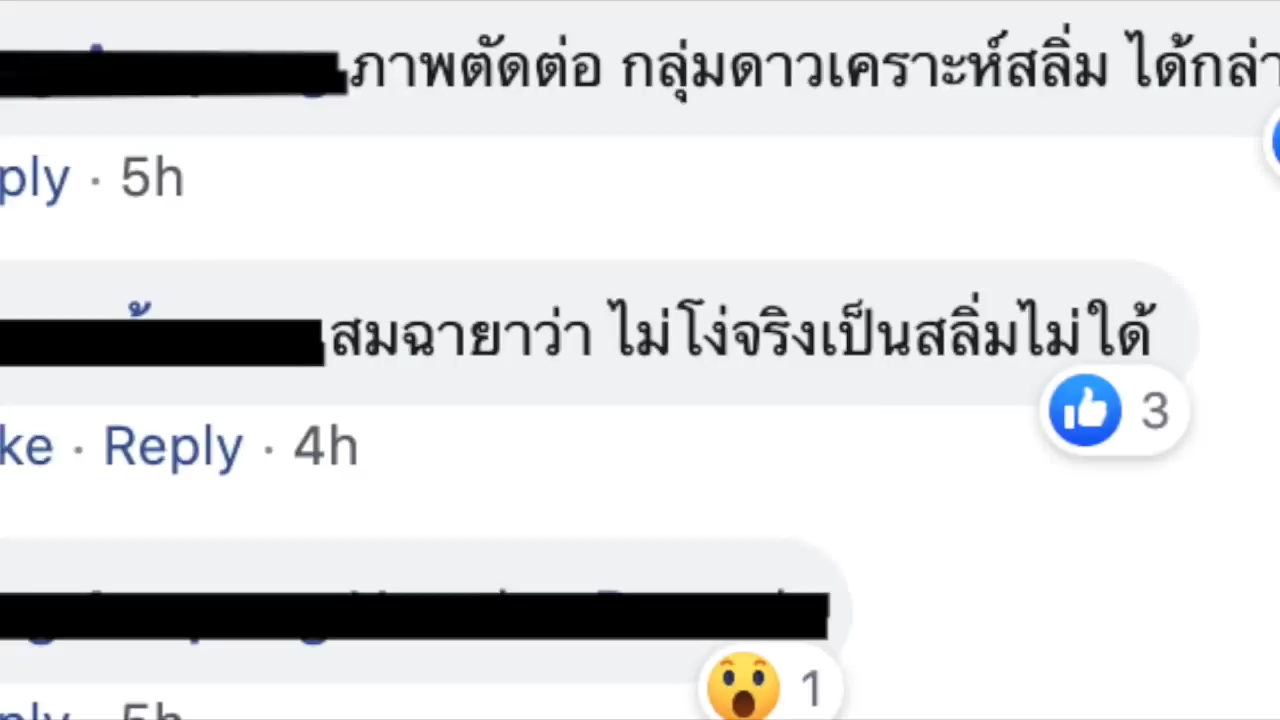 ภาพตัดต่อ กลุ่มดาวเคราะห์สลิ่ม ได้กล่า
ply · 5h
สมฉายาว่า ไม่โง่จริงเป็นสลิ่มไม่ได้
3
ke · Reply · 4h
1
ply · 5h